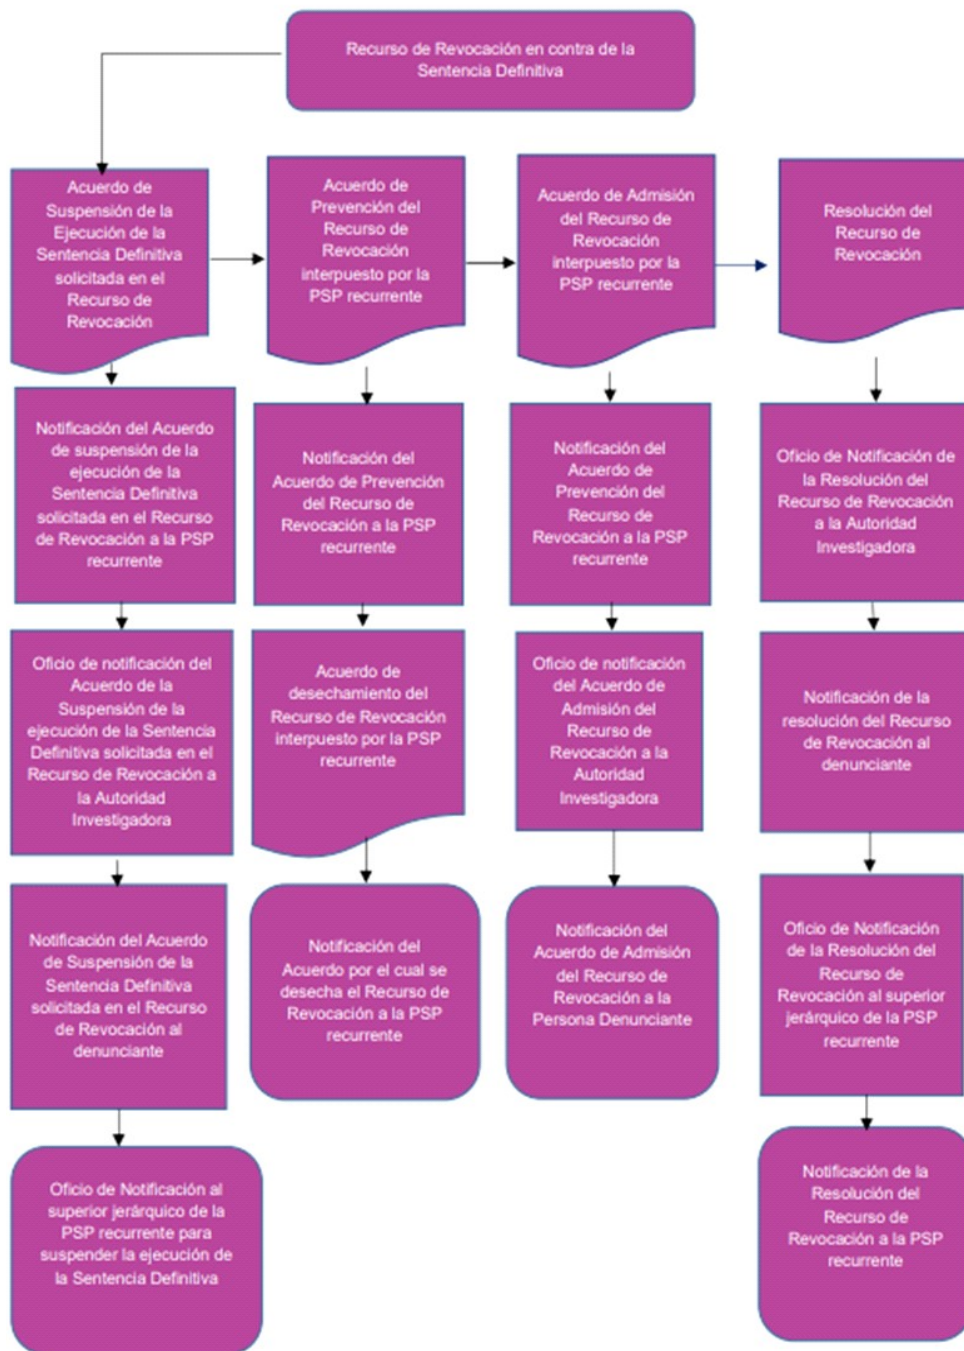 Recurso de Revocación en contra de la
Sentencia Definitiva
Acuerdo de
Suspensión de la
Ejecución de la
Sentencia Definitiva
solicitada en el
Recurso de
Revocación
Acuerdo de
Prevención del
Recurso de
Revocación
interpuesto por la
PSP recurrente
Acuerdo de Admisión
del Recurso de
Revocación
interpuesto por la
PSP recurrente
Resolución del
Recurso de
Revocación
Notificación del Acuerdo
de suspensión de la
ejecución de la
Sentencia Definitiva
solicitada en el Recurso
de Revocación a la PSP
recurrente
Notificación del
Acuerdo de Prevención
del Recurso de
Revocación a la PSP
recurrente
Notificación del
Acuerdo de
Prevención del
Recurso de
Revocación a la PSP
recurrente
Oficio de Notificación de
la Resolución del
Recurso de Revocación
a la Autoridad
Investigadora
Oficio de notificación del
Acuerdo de la
Suspensión de la
ejecución de la Sentencia
Definitiva solicitada en el
Recurso de Revocación a
la Autoridad
Investigadora
Acuerdo de
desechamiento del
Recurso de Revocación
interpuesto por la PSP
recurrente
Oficio de notificación
del Acuerdo de
Admisión del
Recurso de
Revocación a la
Autoridad
Investigadora
Notificación de la
resolución del Recurso
de Revocación al
denunciante
Notificación del Acuerdo
de Suspensión de la
Sentencia Definitiva
solicitada en el Recurso
de Revocación al
denunciante
Notificación del
Acuerdo por el cual se
desecha el Recurso de
Revocación a la PSP
recurrente
Notificación del
Acuerdo de Admisión
del Recurso de
Revocación a la
Persona Denunciante
Oficio de Notificación
de la Resolución del
Recurso de
Revocación al superior
jerárquico de la PSP
recurrente
Oficio de Notificación al
superior jerárquico de la
PSP recurrente para
suspender la ejecución de
la Sentencia Definitiva
Notificación de la
Resolución del
Recurso de
Revocación a la PSP
recurrente